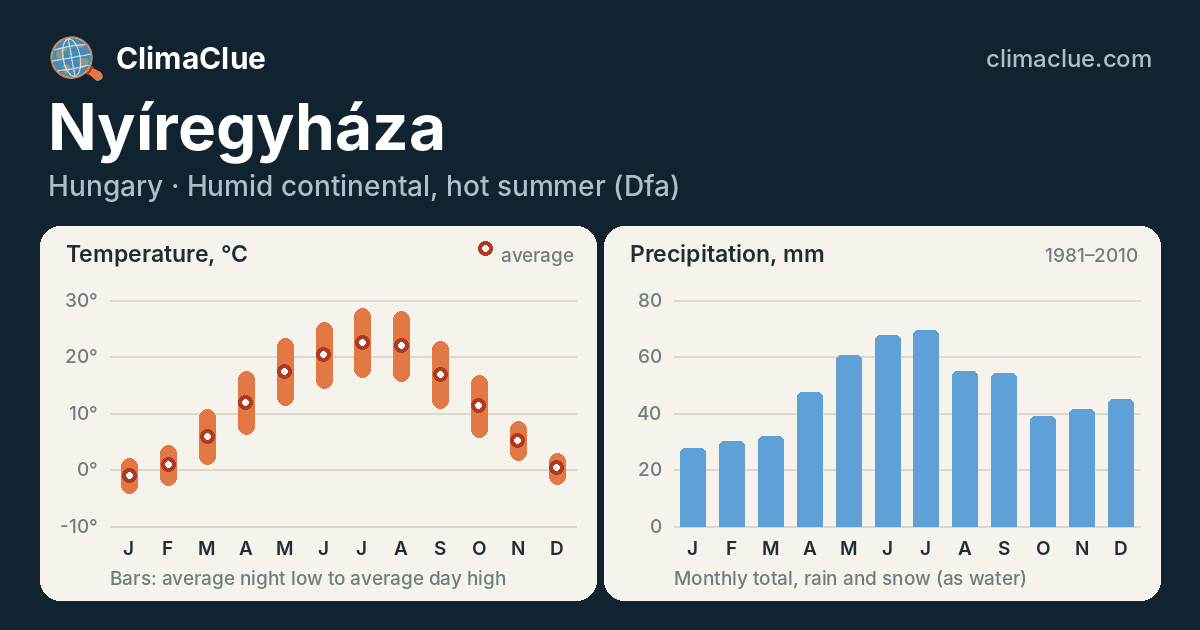 ClimaClue
climaclue.com
Nyíregyháza
Hungary · Humid continental, hot summer (Dfa)
Temperature, °C
average
30°
20°
10°
0°
-10°
J F M A M J J A S O N D
Bars: average night low to average day high
Precipitation, mm
1981–2010
80
60
40
20
0
J F M A M J J A S O N D
Monthly total, rain and snow (as water)